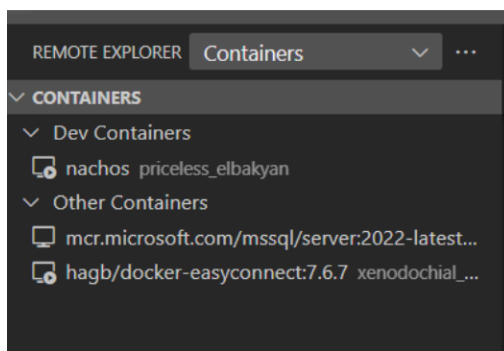 REMOTE EXPLORER Containers ...
CONTAINERS
Dev Containers
nachos priceless_elbakyan
Other Containers
mcr.microsoft.com/mssql/server:2022-latest...
hagb/docker-easyconnect:7.6.7 xenodochial_...